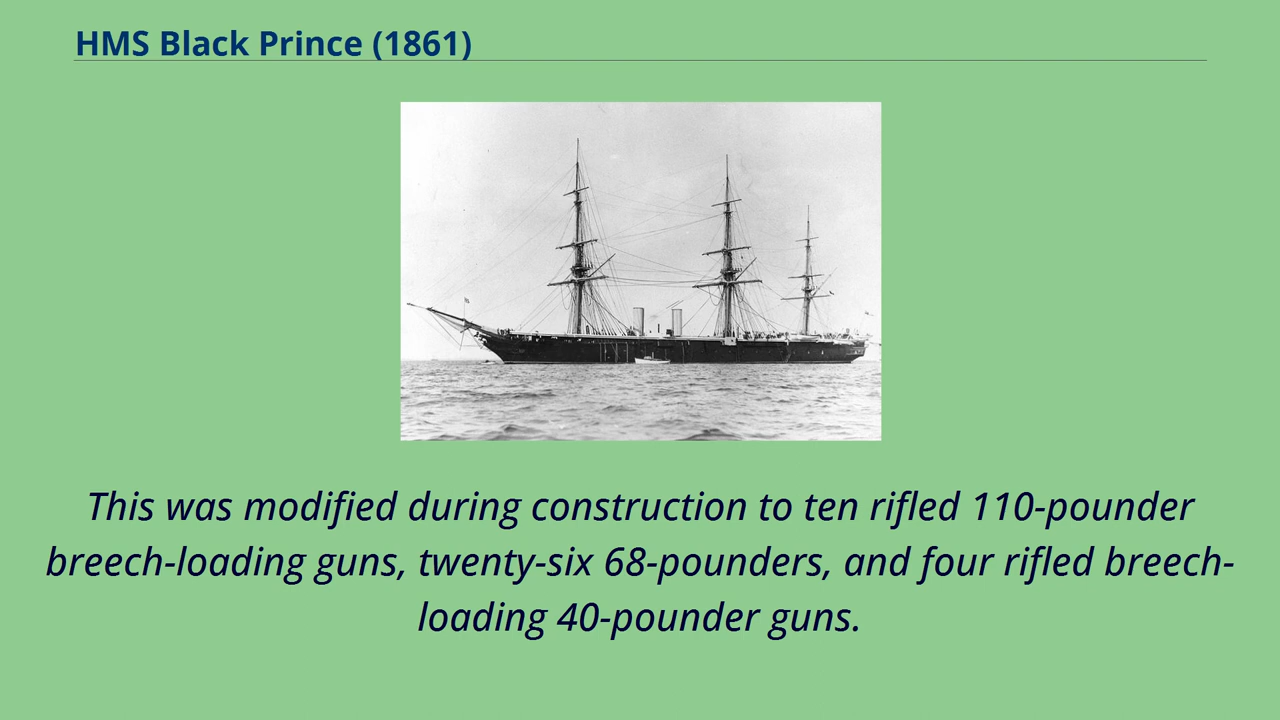 HMS Black Prince (1861)
This was modified during construction to ten rifled 110-pounder
breech-loading guns, twenty-six 68-pounders, and four rifled breech-
loading 40-pounder guns.